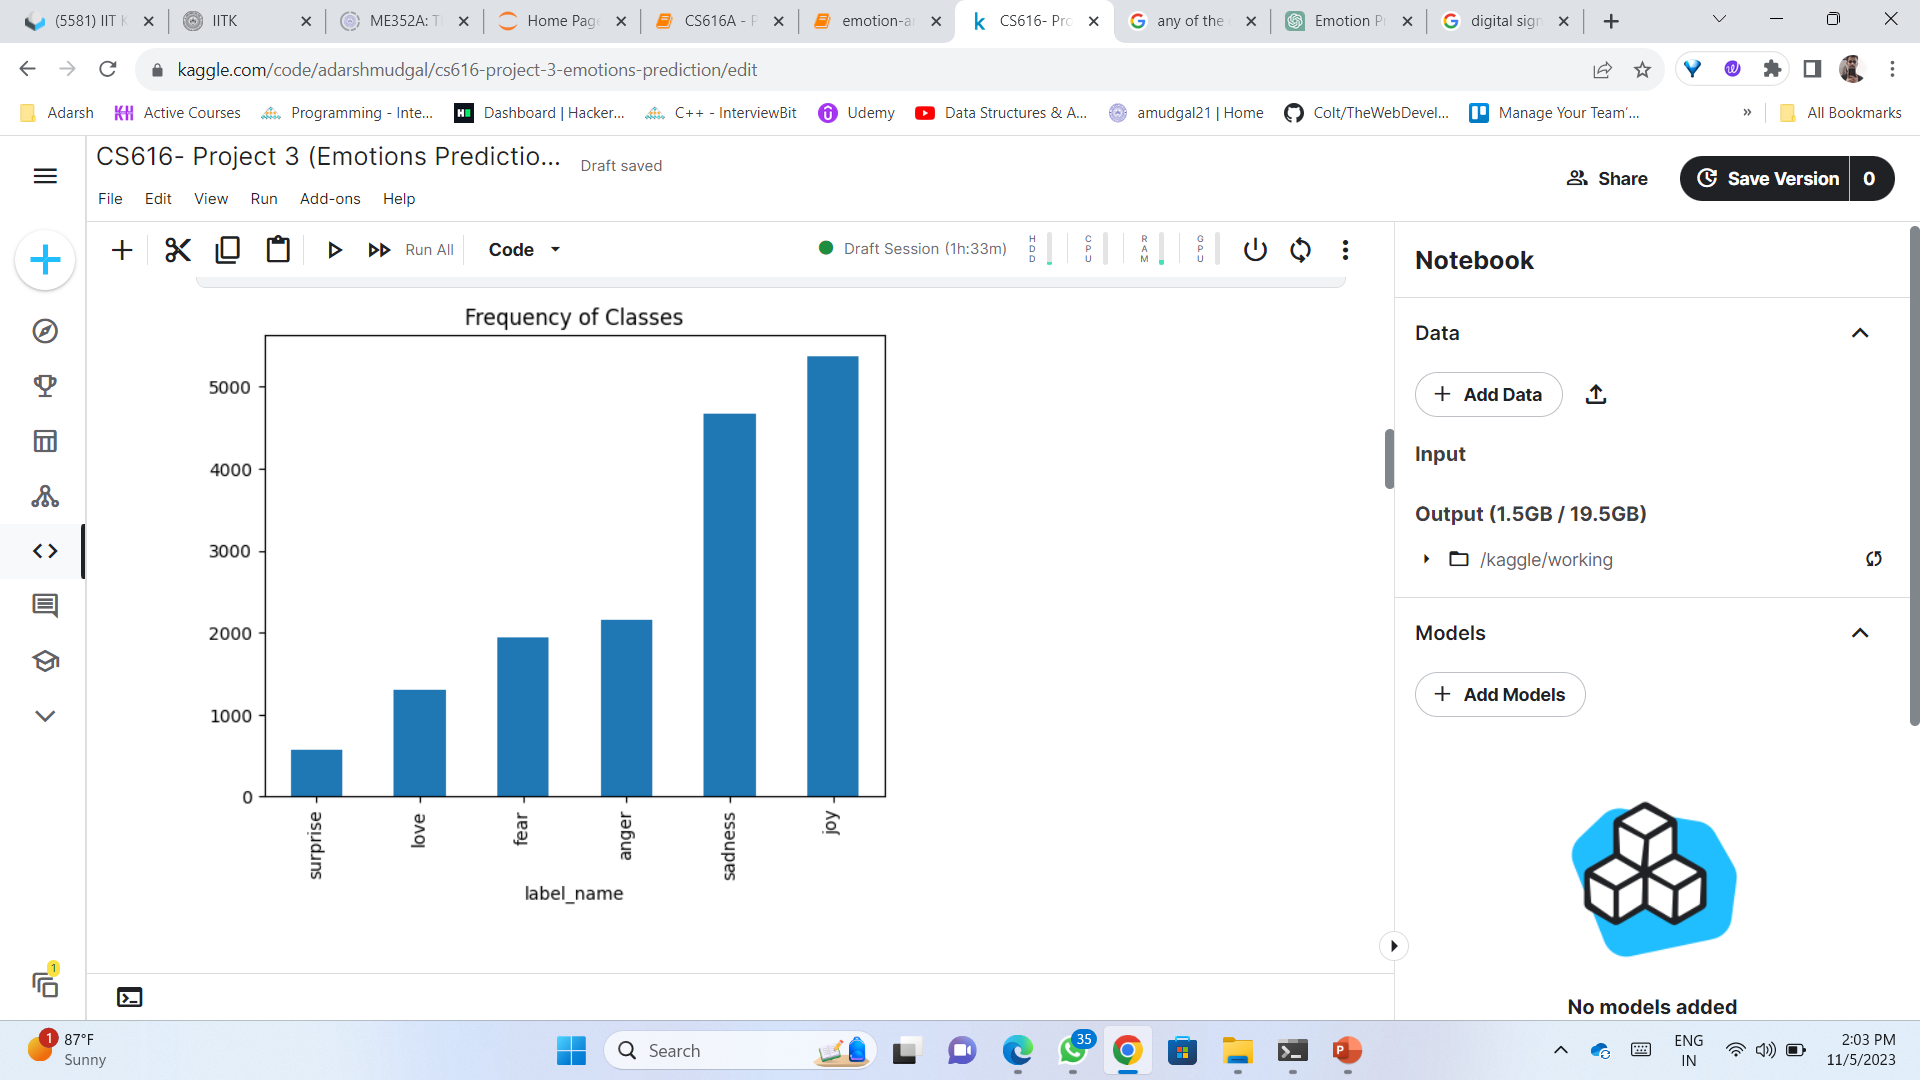 (5581) IIT K
IITK
ME352A: T
Home Page
CS616A - P
emotion-a
CS616- Pro
any of the
Emotion P
digital sign
kaggle.com/code/adarshmudgal/cs616-project-3-emotions-prediction/edit
Adarsh
Active Courses
Programming - Inte...
Dashboard | Hacker...
C++ - InterviewBit
Udemy
Data Structures & A...
amudgal21 | Home
Colt/TheWebDevel...
Manage Your Team'...
»
All Bookmarks
CS616- Project 3 (Emotions Predictio...
Draft saved
File
Edit
View
Run
Add-ons
Help
Share
Save Version
0
Run All
Code
Draft Session (1h:33m)
HDD
CPU
RAM
GPU
Notebook
Frequency of Classes
5000
4000
3000
2000
1000
0
surprise
love
fear
anger
sadness
joy
label_name
Data
Add Data
Input
Output (1.5GB / 19.5GB)
/kaggle/working
Models
Add Models
No models added
1
1
87°F
Sunny
Search
35
ENG
IN
2:03 PM
11/5/2023